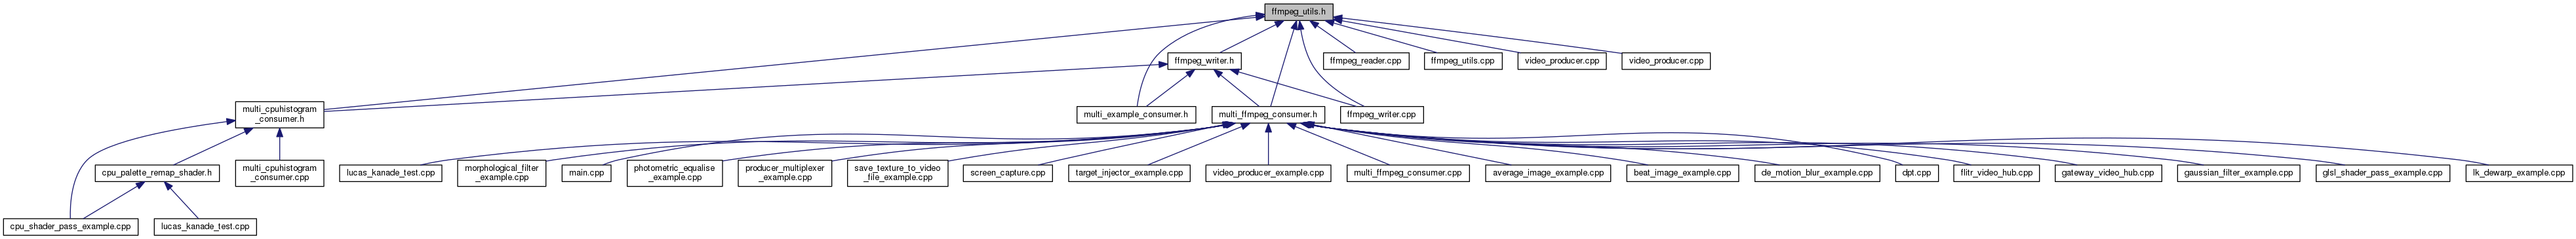 ffmpeg_utils.h
ffmpeg_writer.h
ffmpeg_reader.cpp
ffmpeg_utils.cpp
video_producer.cpp
video_producer.cpp
multi_cpuhistogram
_consumer.h
multi_example_consumer.h
multi_ffmpeg_consumer.h
ffmpeg_writer.cpp
cpu_palette_remap_shader.h
multi_cpuhistogram
_consumer.cpp
lucas_kanade_test.cpp
morphological_filter
_example.cpp
main.cpp
photometric_equalise
_example.cpp
producer_multiplexer
_example.cpp
save_texture_to_video
_file_example.cpp
screen_capture.cpp
target_injector_example.cpp
video_producer_example.cpp
multi_ffmpeg_consumer.cpp
average_image_example.cpp
beat_image_example.cpp
de_motion_blur_example.cpp
dpt.cpp
flitr_video_hub.cpp
gateway_video_hub.cpp
gaussian_filter_example.cpp
glsl_shader_pass_example.cpp
lk_dewarp_example.cpp
cpu_shader_pass_example.cpp
lucas_kanade_test.cpp